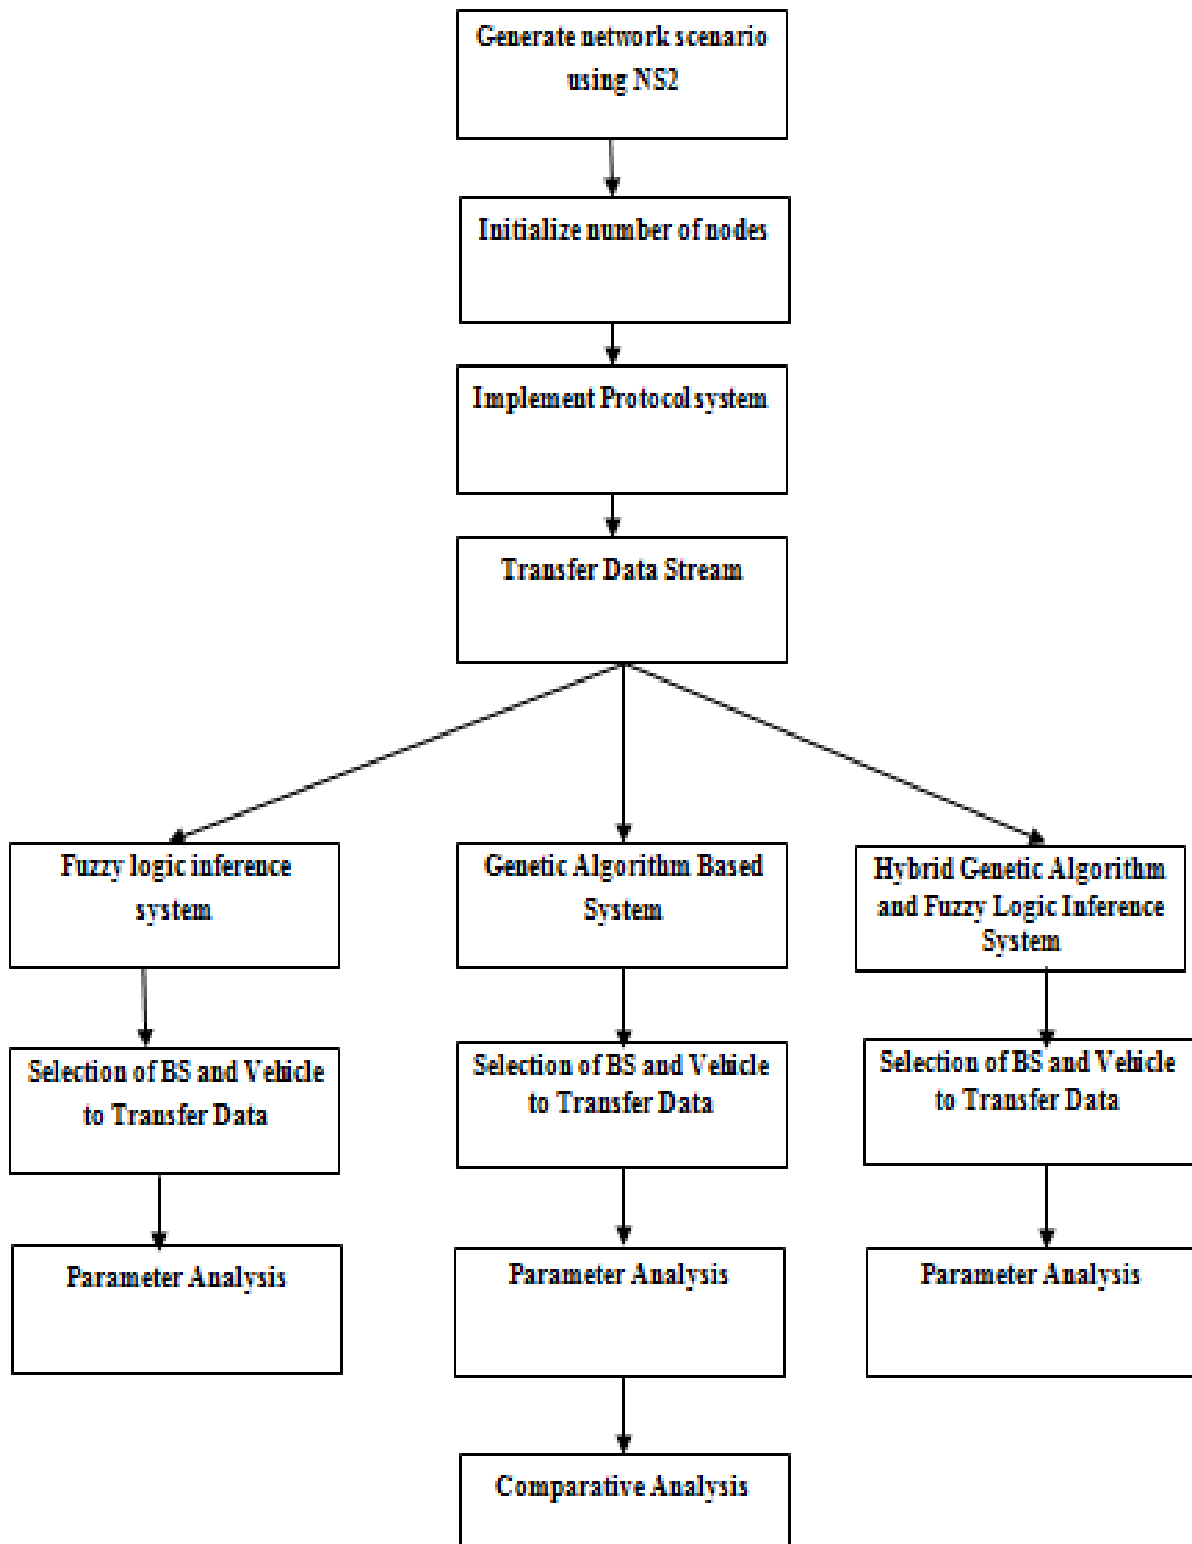 Generate network scenario
using NS2
Initialize number of nodes
Implement Protocol system
Transfer Data Stream
Fuzzy logic inference
system
Genetic Algorithm Based
System
Hybrid Genetic Algorithm
and Fuzzy Logic Inference
System
Selection of BS and Vehicle
to Transfer Data
Selection of BS and Vehicle
to Transfer Data
Selection of BS and Vehicle
to Transfer Data
Parameter Analysis
Parameter Analysis
Parameter Analysis
Comparative Analysis